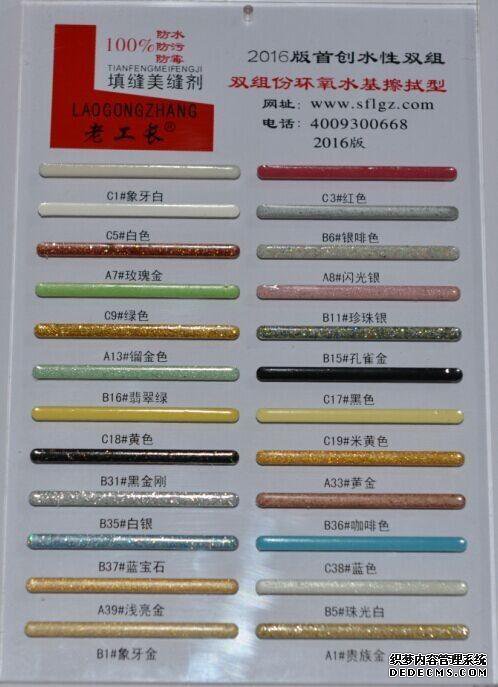 100%
防水
防污
防霉
TIANFENGMEIFENGJI
填缝美缝剂
LAOGONGZHANG
老工长®
2016版首创水性双组
双组份环氧水基擦拭型
网址：www.sflgz.com
电话：4009300668
2016版
C1#象牙白
C3#红色
C5#白色
B6#银啡色
A7#玫瑰金
A8#闪光银
C9#绿色
B11#珍珠银
A13#镏金色
B15#孔雀金
B16#翡翠绿
C17#黑色
C18#黄色
C19#米黄色
B31#黑金刚
A33#黄金
B35#白银
B36#咖啡色
B37#蓝宝石
C38#蓝色
A39#浅亮金
B5#珠光白
B1#象牙金
A1#贵族金
织梦内容管理系统
DEDECMS.COM